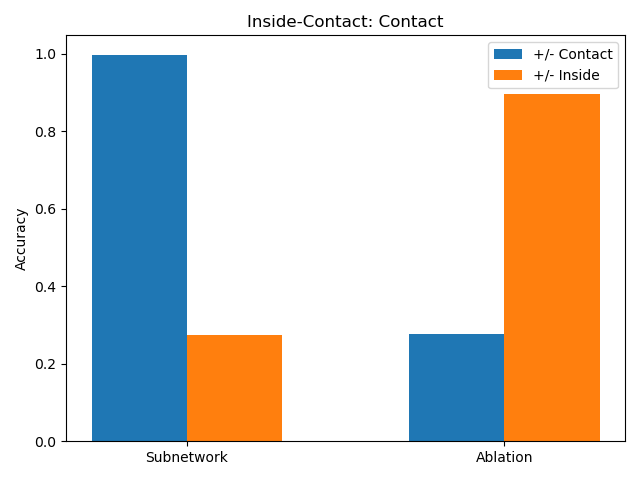 Inside-Contact: Contact
+/- Contact
+/- Inside
Accuracy
1.0
0.8
0.6
0.4
0.2
0.0
Subnetwork Ablation